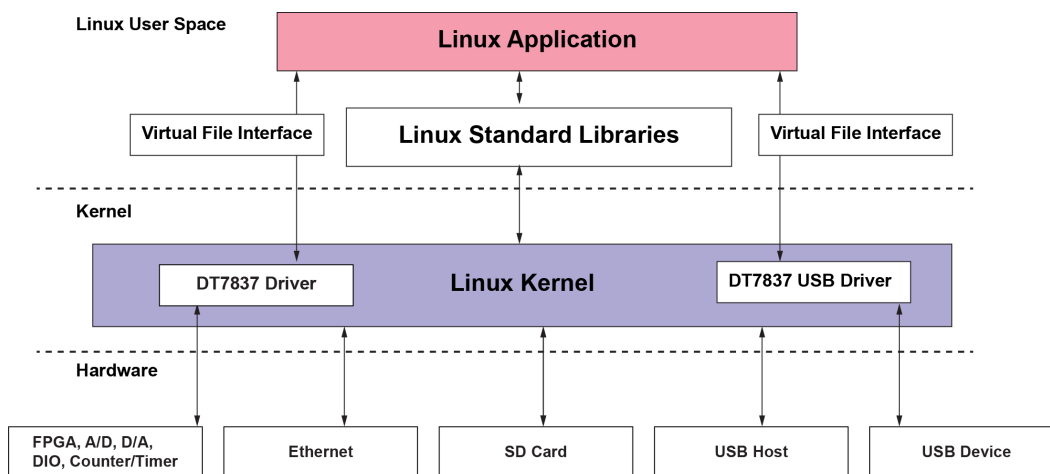 Linux User Space
Linux Application
Virtual File Interface
Linux Standard Libraries
Virtual File Interface
Kernel
DT7837 Driver
Linux Kernel
DT7837 USB Driver
Hardware
FPGA, A/D, D/A,
DIO, Counter/Timer
Ethernet
SD Card
USB Host
USB Device